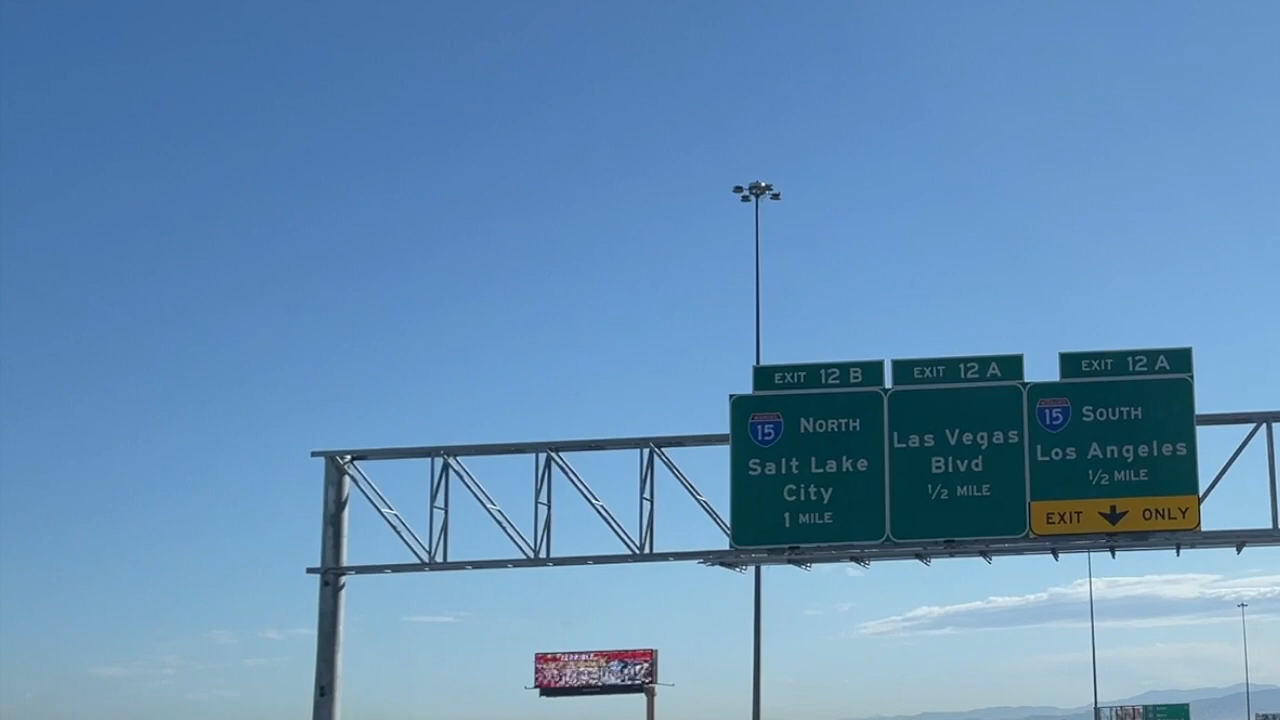 EXIT 12 B
15 NORTH
Salt Lake
City
1 MILE
EXIT 12 A
Las Vegas
Blvd
1/2 MILE
EXIT 12 A
15 SOUTH
Los Angeles
1/2 MILE
EXIT ONLY
TERRIBLE